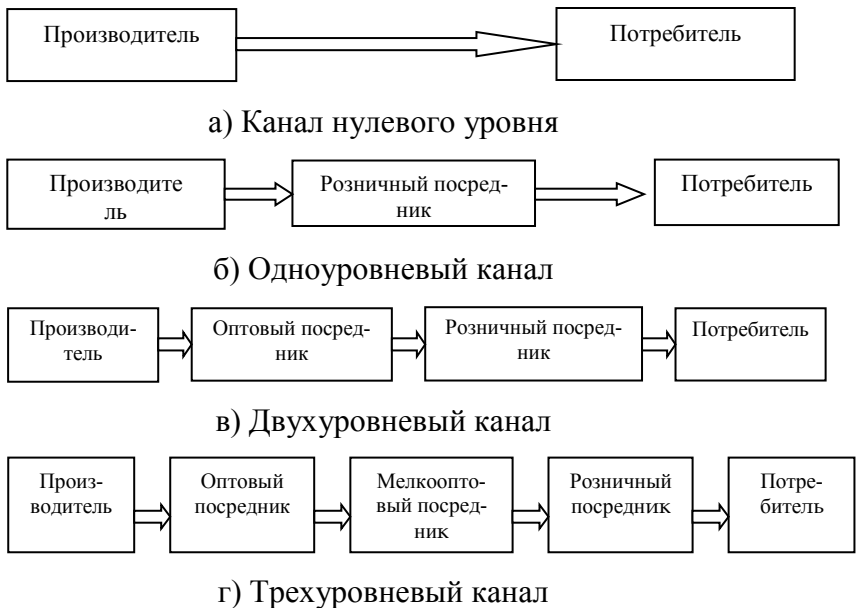 Производитель
Потребитель
а) Канал нулевого уровня
Производите
ль
Розничный посред-
ник
Потребитель
б) Одноуровневый канал
Производи-
тель
Оптовый посред-
ник
Розничный посред-
ник
Потребитель
в) Двухуровневый канал
Произ-
водитель
Оптовый
посредник
Мелкоопто-
вый посред-
ник
Розничный
посредник
Потре-
битель
г) Трехуровневый канал